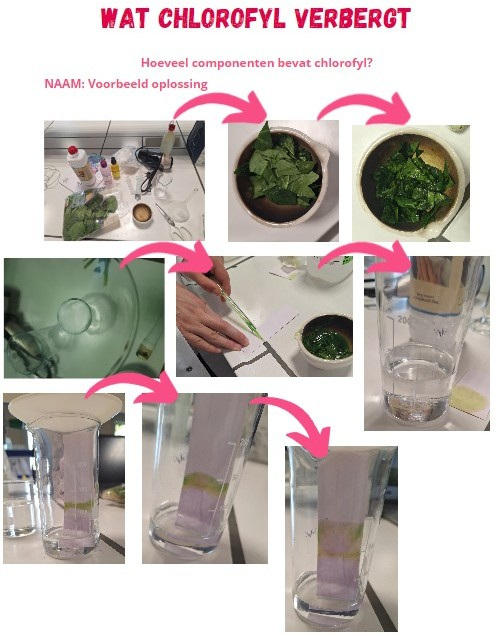 WAT CHLOROFYL VERBERGT
Hoeveel componenten bevat chlorofyl?
NAAM: Voorbeeld oplossing